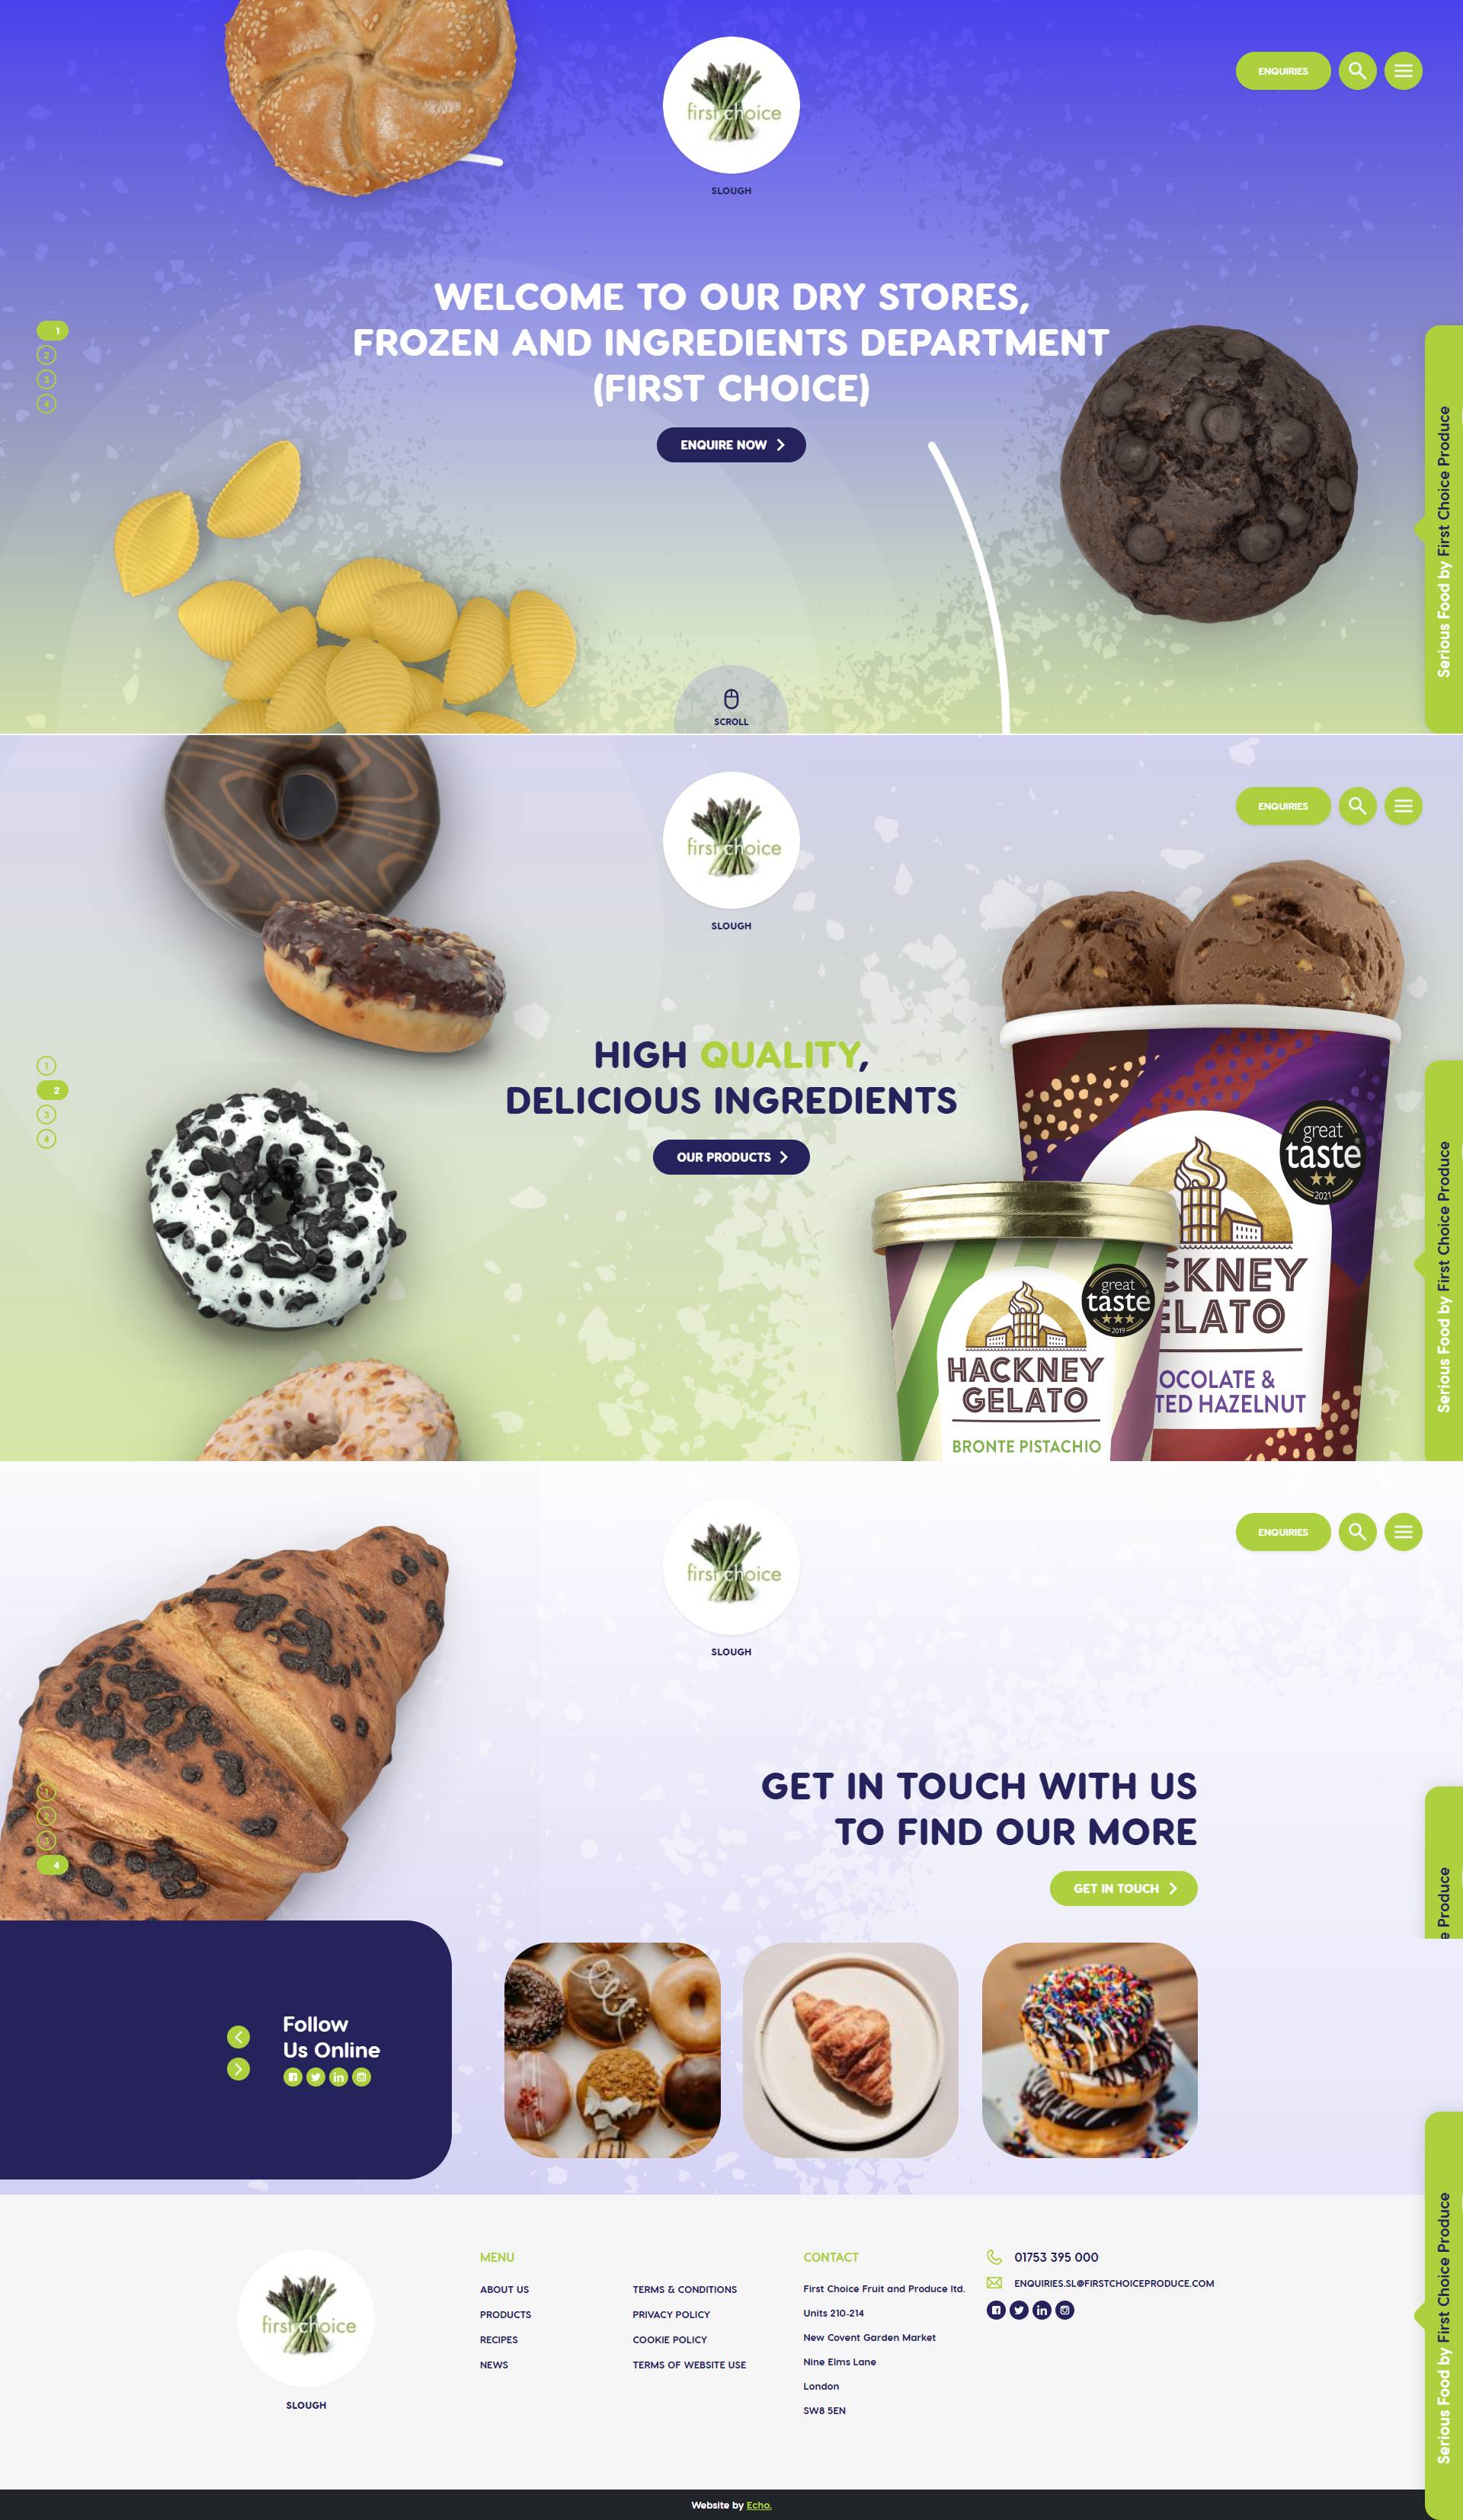 first choice
SLOUGH
ENQUIRIES
WELCOME TO OUR DRY STORES,
FROZEN AND INGREDIENTS DEPARTMENT
(FIRST CHOICE)
ENQUIRE NOW
1
2
3
4
SCROLL
Serious Food by First Choice Produce
first choice
SLOUGH
ENQUIRIES
HIGH QUALITY,
DELICIOUS INGREDIENTS
OUR PRODUCTS
1
2
3
4
great
taste
2021
CKNEY
ELATO
OCOLATE &
TED HAZELNUT
great
taste
2019
HACKNEY
GELATO
BRONTE PISTACHIO
Serious Food by First Choice Produce
first choice
SLOUGH
ENQUIRIES
GET IN TOUCH WITH US
TO FIND OUR MORE
GET IN TOUCH
1
2
3
4
e Produce
Follow
Us Online
first choice
SLOUGH
MENU
ABOUT US
PRODUCTS
RECIPES
NEWS
TERMS & CONDITIONS
PRIVACY POLICY
COOKIE POLICY
TERMS OF WEBSITE USE
CONTACT
First Choice Fruit and Produce ltd.
Units 210-214
New Covent Garden Market
Nine Elms Lane
London
SW8 5EN
01753 395 000
ENQUIRIES.SL@FIRSTCHOICEPRODUCE.COM
Serious Food by First Choice Produce
Website by Echo.